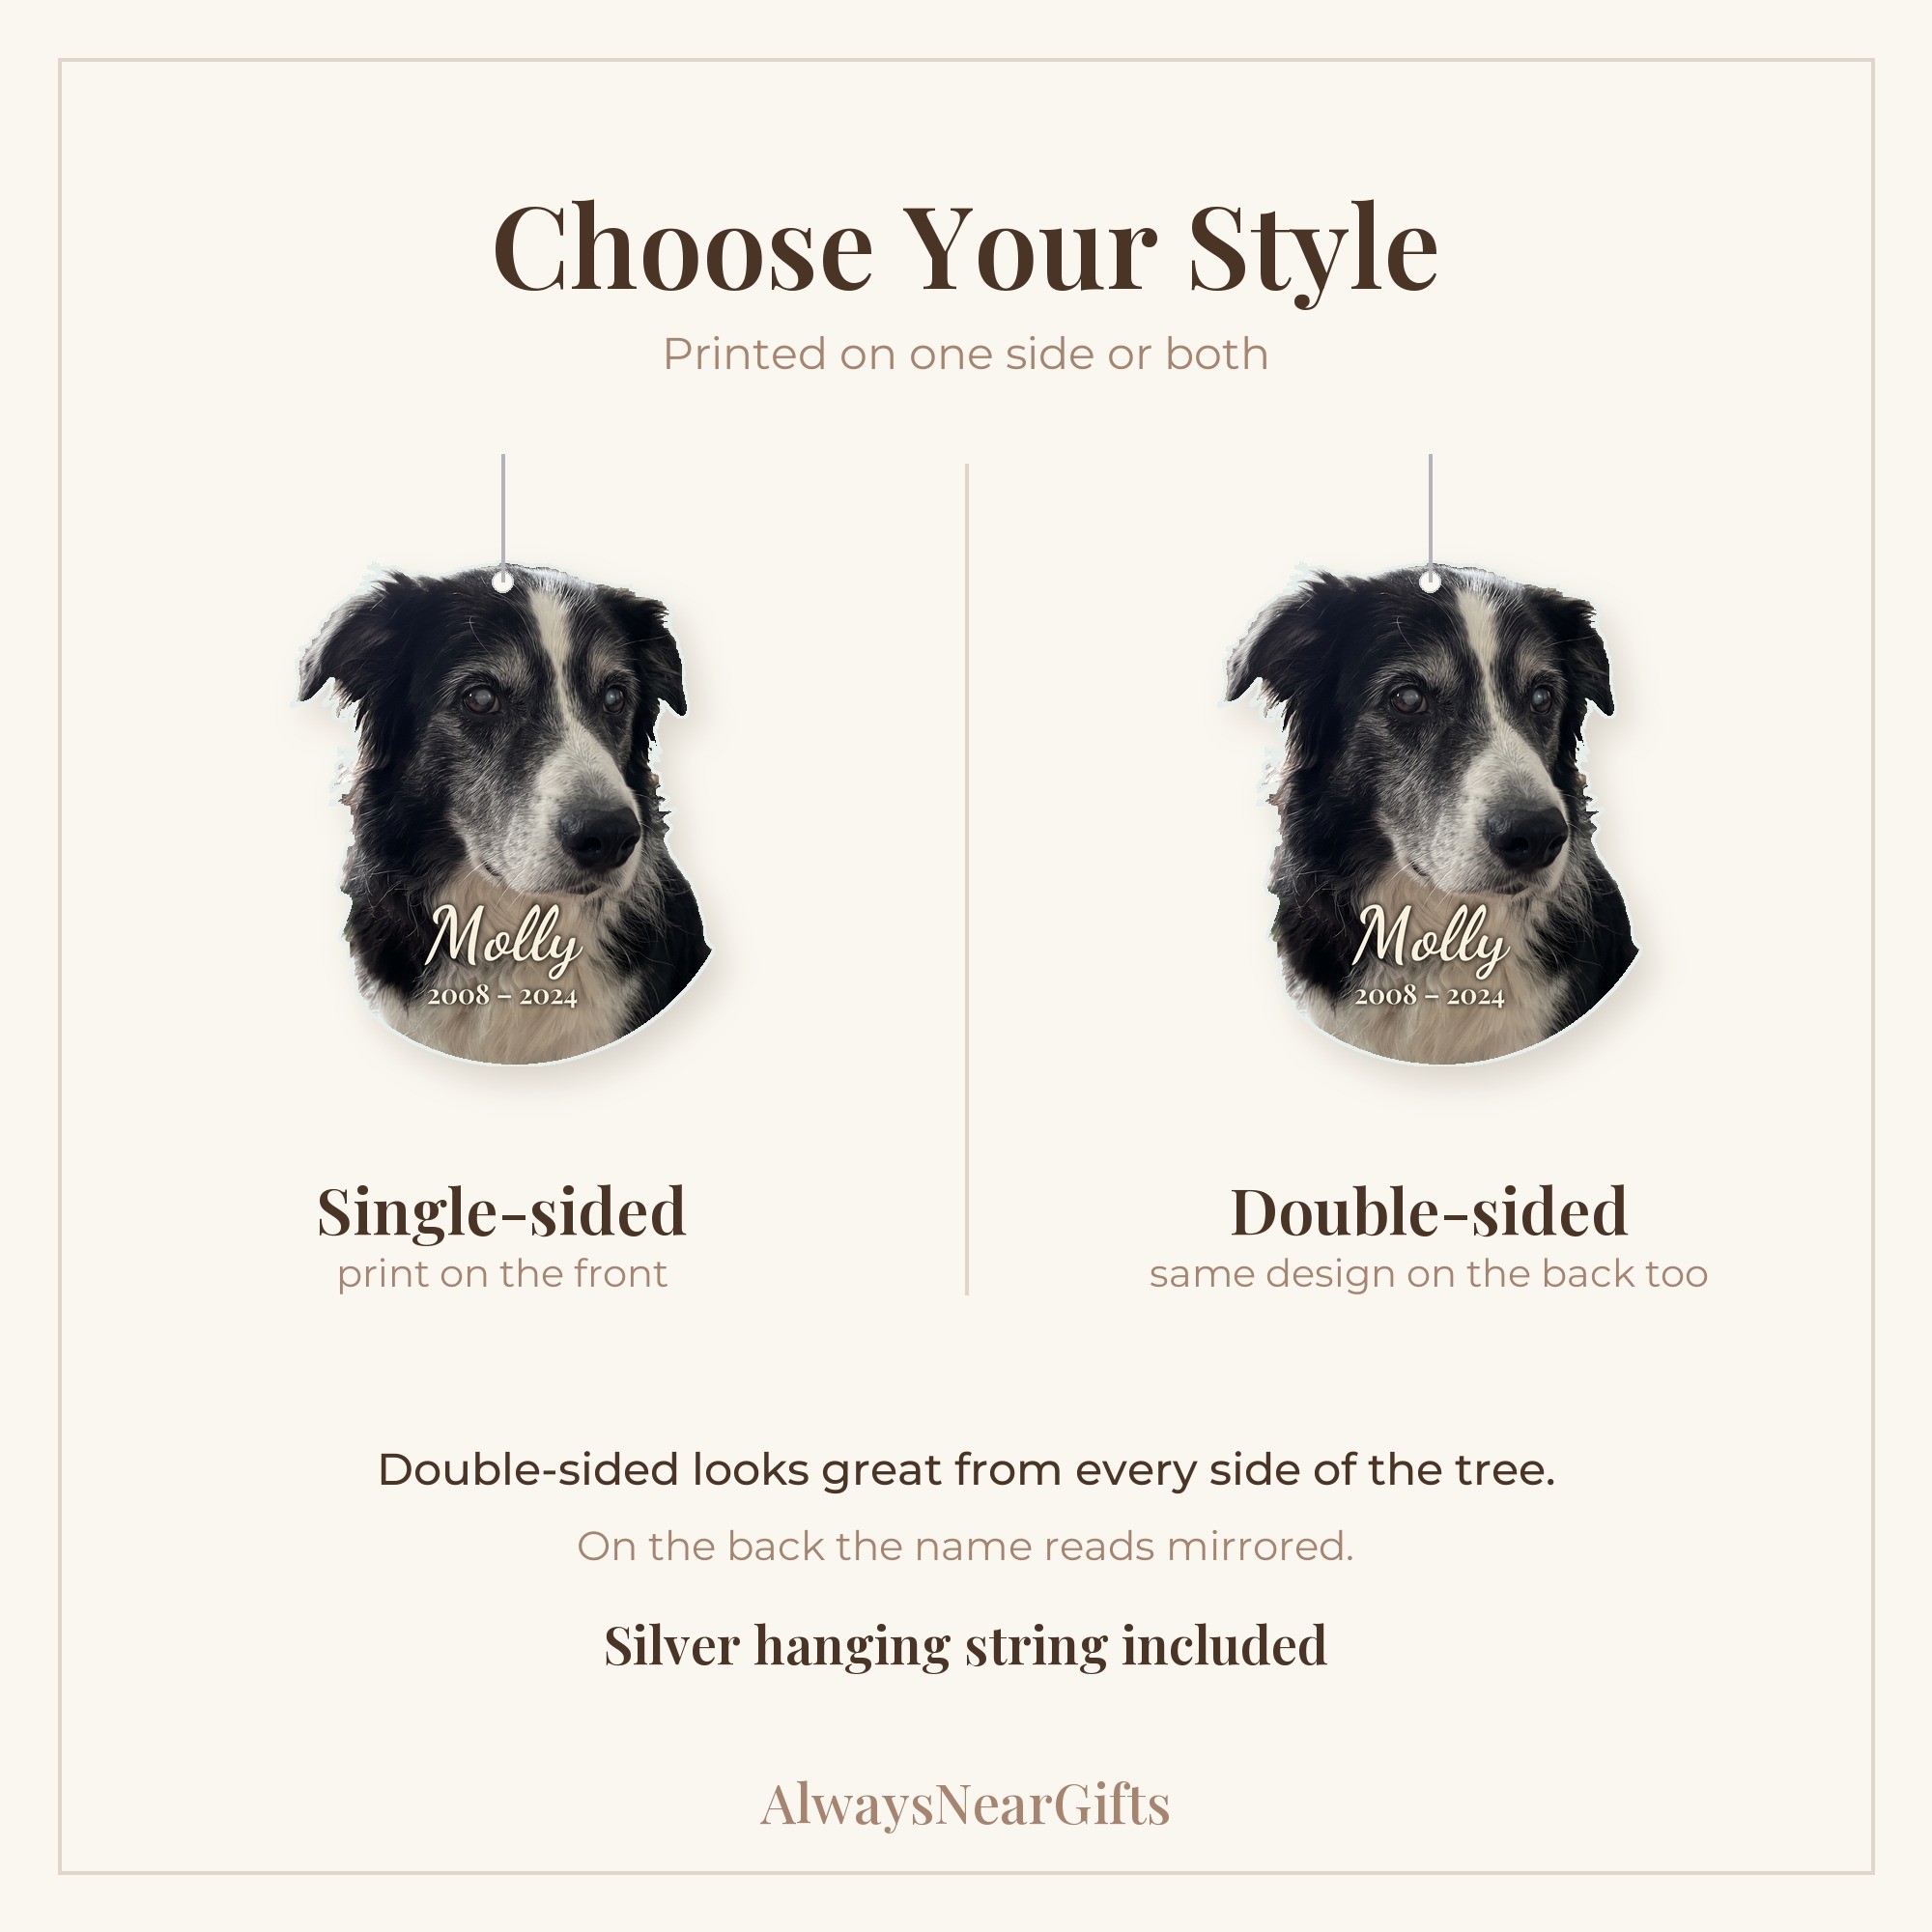 Choose Your Style
Printed on one side or both
Molly
2008 – 2024
Single-sided
print on the front
Molly
2008 – 2024
Double-sided
same design on the back too
Double-sided looks great from every side of the tree.
On the back the name reads mirrored.
Silver hanging string included
AlwaysNearGifts